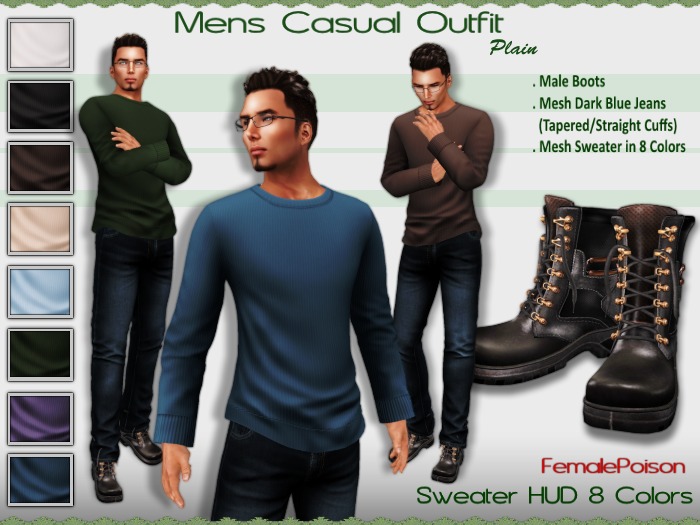 Mens Casual Outfit
Plain
. Male Boots
. Mesh Dark Blue Jeans
(Tapered/Straight Cuffs)
. Mesh Sweater in 8 Colors
FemalePoison
Sweater HUD 8 Colors